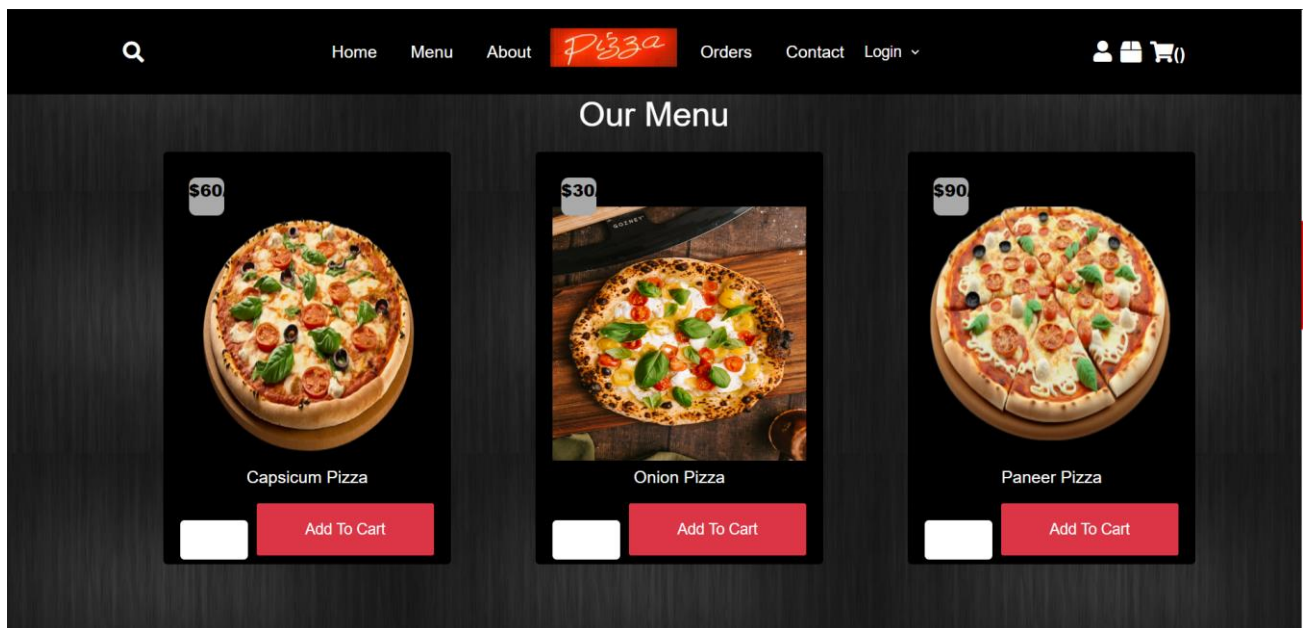 Home Menu About Pizza Orders Contact Login ()
Our Menu
$60
$30
$90
GOZNEY
Capsicum Pizza
Onion Pizza
Paneer Pizza
Add To Cart
Add To Cart
Add To Cart